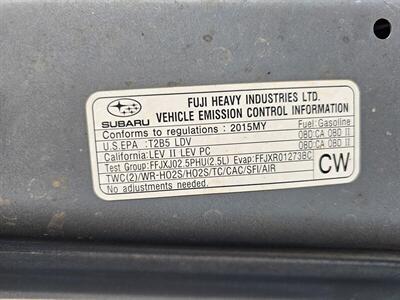 FUJI HEAVY INDUSTRIES LTD.
SUBARU VEHICLE EMISSION CONTROL INFORMATION
Conforms to regulations : 2015MY Fuel: Gasoline
U.S.EPA :T2B5 LDV OBD:CA OBD II
California:LEV II LEV PC OBD:CA OBD II
Test Group:FFJXJ02.5PHU(2.5L) Evap:FFJXR01273BC
TWC(2)/WR-HO2S/HO2S/TC/CAC/SFI/AIR CW
No adjustments needed.